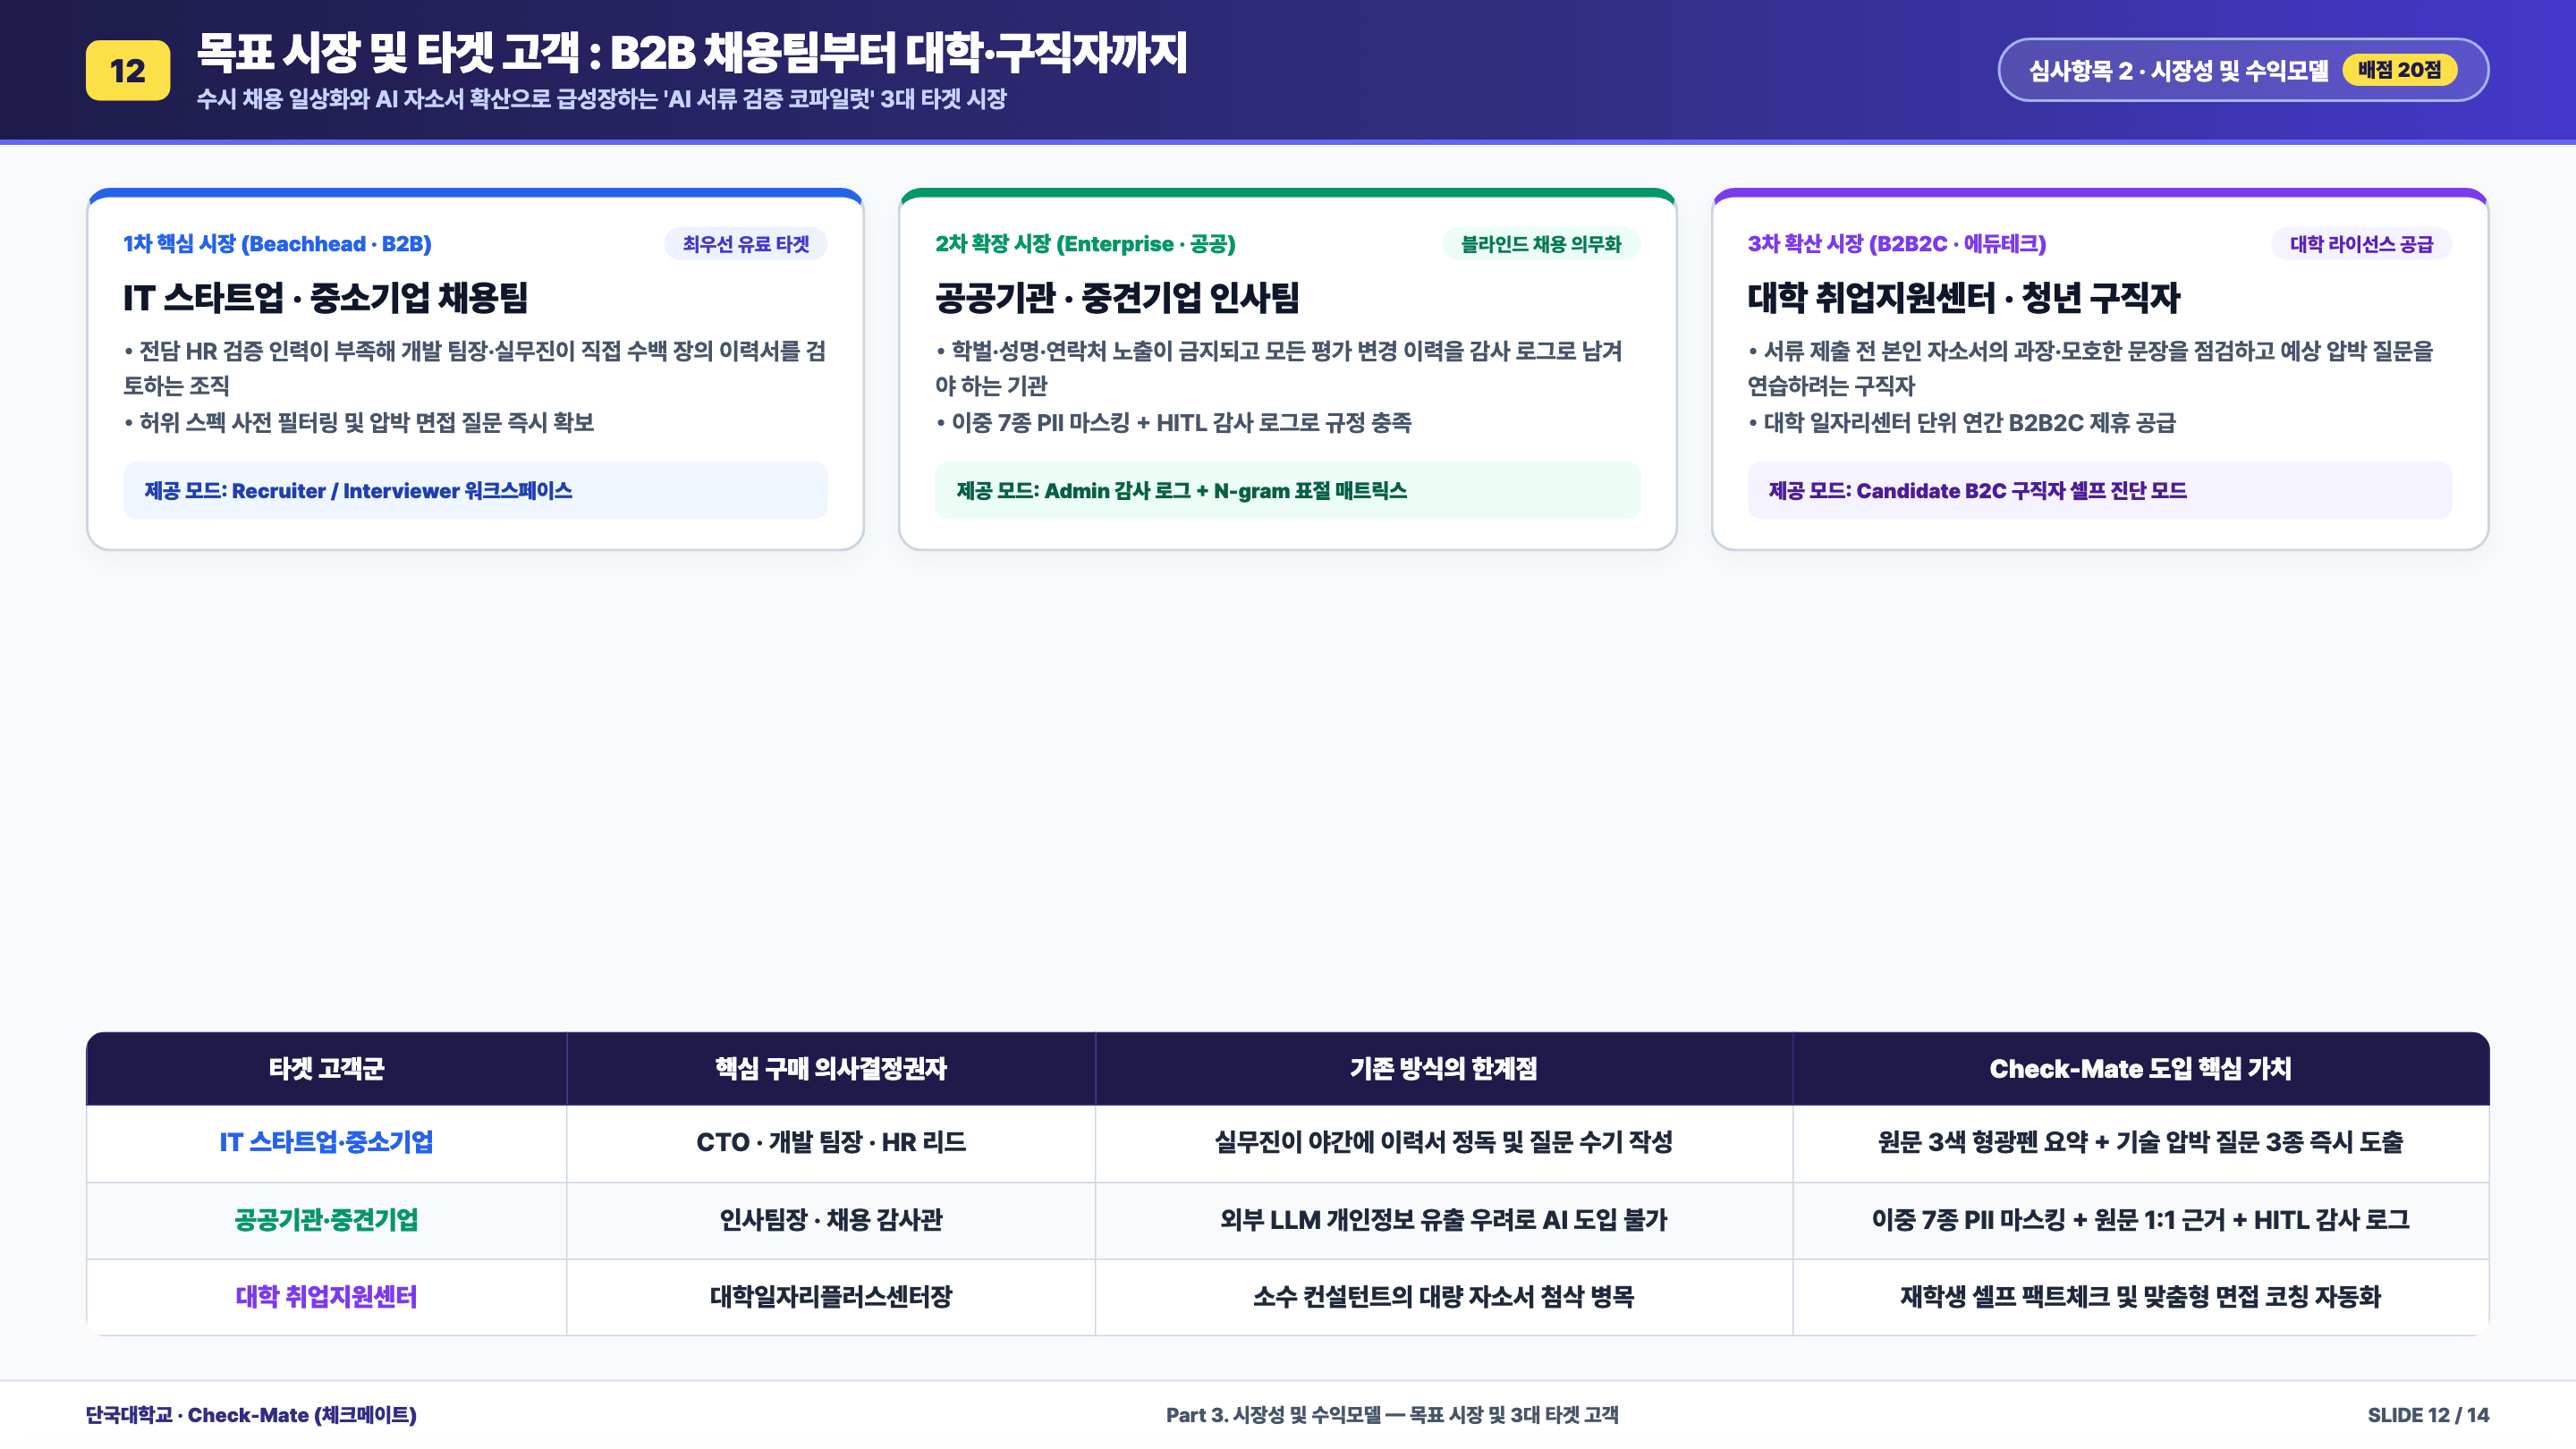 12
목표 시장 및 타겟 고객 : B2B 채용팀부터 대학·구직자까지
수시 채용 일상화와 AI 자소서 확산으로 급성장하는 'AI 서류 검증 코파일럿' 3대 타겟 시장
심사항목 2 · 시장성 및 수익모델 배점 20점
1차 핵심 시장 (Beachhead · B2B) 최우선 유료 타겟
IT 스타트업 · 중소기업 채용팀
• 전담 HR 검증 인력이 부족해 개발 팀장·실무진이 직접 수백 장의 이력서를 검
토하는 조직
• 허위 스펙 사전 필터링 및 압박 면접 질문 즉시 확보
제공 모드: Recruiter / Interviewer 워크스페이스
2차 확장 시장 (Enterprise · 공공) 블라인드 채용 의무화
공공기관 · 중견기업 인사팀
• 학벌·성명·연락처 노출이 금지되고 모든 평가 변경 이력을 감사 로그로 남겨
야 하는 기관
• 이중 7종 PII 마스킹 + HITL 감사 로그로 규정 충족
제공 모드: Admin 감사 로그 + N-gram 표절 매트릭스
3차 확산 시장 (B2B2C · 에듀테크) 대학 라이선스 공급
대학 취업지원센터 · 청년 구직자
• 서류 제출 전 본인 자소서의 과장·모호한 문장을 점검하고 예상 압박 질문을
연습하려는 구직자
• 대학 일자리센터 단위 연간 B2B2C 제휴 공급
제공 모드: Candidate B2C 구직자 셀프 진단 모드
타겟 고객군 핵심 구매 의사결정권자 기존 방식의 한계점 Check-Mate 도입 핵심 가치
IT 스타트업·중소기업 CTO · 개발 팀장 · HR 리드 실무진이 야간에 이력서 정독 및 질문 수기 작성 원문 3색 형광펜 요약 + 기술 압박 질문 3종 즉시 도출
공공기관·중견기업 인사팀장 · 채용 감사관 외부 LLM 개인정보 유출 우려로 AI 도입 불가 이중 7종 PII 마스킹 + 원문 1:1 근거 + HITL 감사 로그
대학 취업지원센터 대학일자리플러스센터장 소수 컨설턴트의 대량 자소서 첨삭 병목 재학생 셀프 팩트체크 및 맞춤형 면접 코칭 자동화
단국대학교 · Check-Mate (체크메이트)
Part 3. 시장성 및 수익모델 — 목표 시장 및 3대 타겟 고객
SLIDE 12 / 14